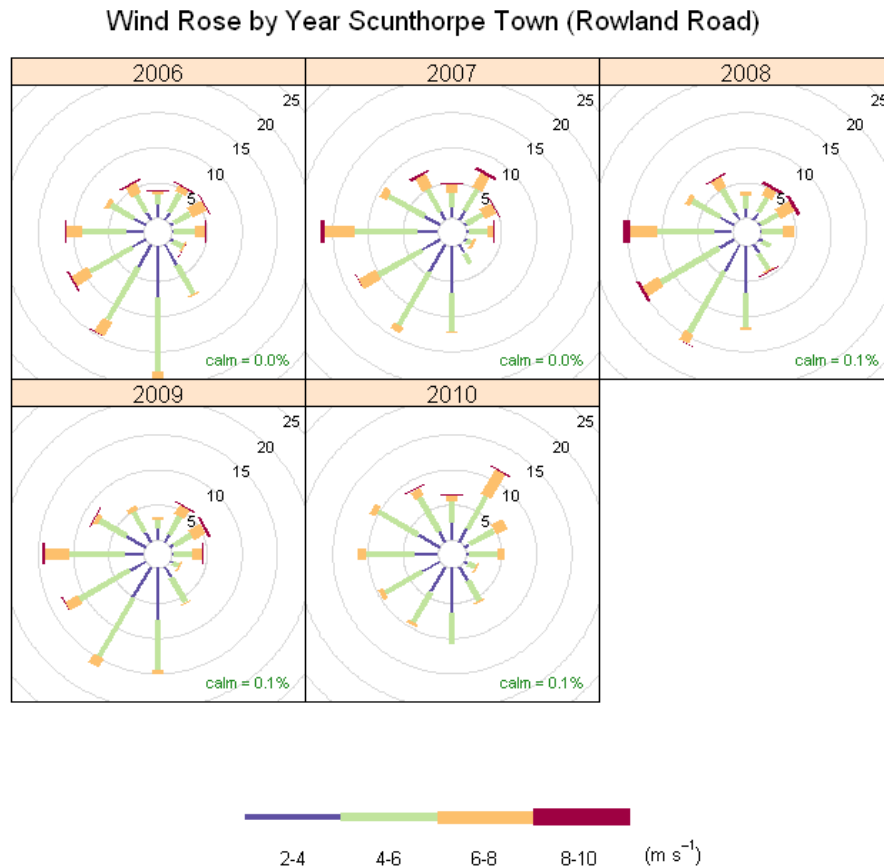 Wind Rose by Year Scunthorpe Town (Rowland Road)
2006 2007 2008
25 25 25
20 20 20
15 15 15
10 10 10
5 5 5
calm = 0.0% calm = 0.0% calm = 0.1%
2009 2010
25 25
20 20
15 15
10 10
5 5
calm = 0.1% calm = 0.1%
2-4 4-6 6-8 8-10 (m s⁻¹)